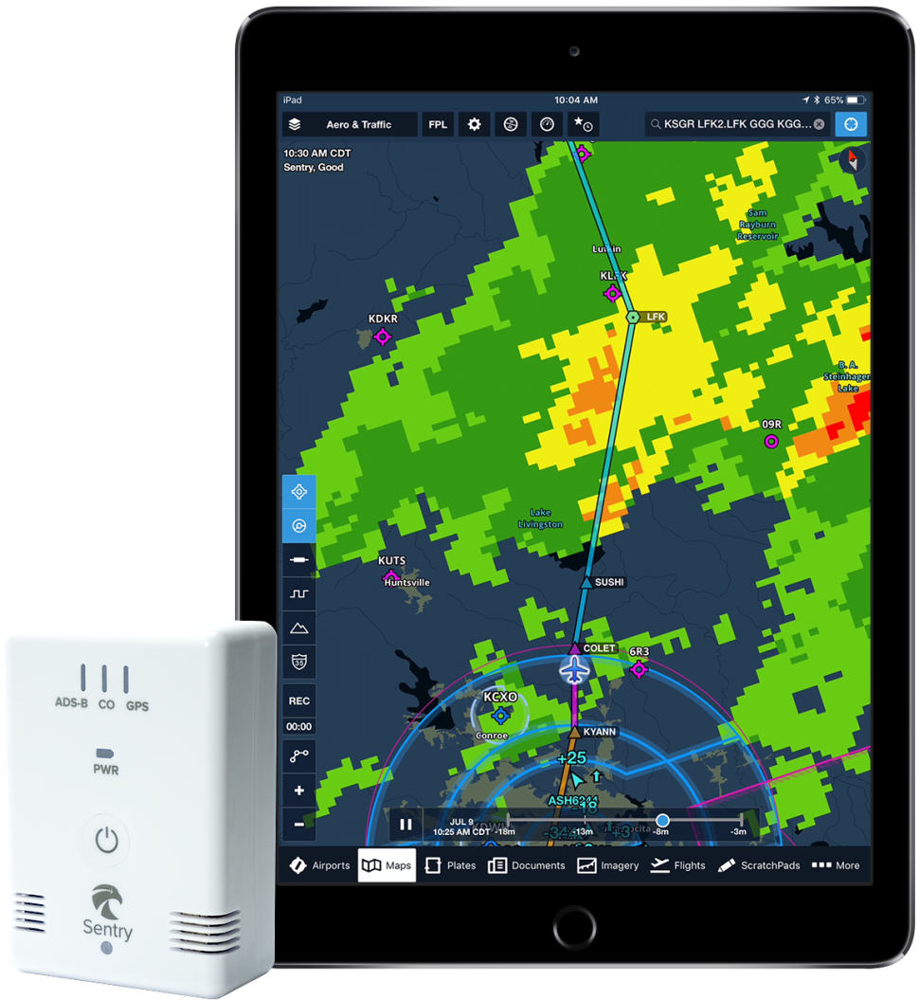 iPad
10:04 AM
65%
Aero & Traffic
FPL
KSGR LFK2.LFK GGG KGG...
10:30 AM CDT
Sentry, Good
Sam
Rayburn
Reservoir
Lufkin
KLFK
LFK
KDKR
B. A.
Steinhagen
Lake
09R
Lake
Livingston
KUTS
Huntsville
SUSHI
COLET
6R3
35
REC
00:00
KCXO
Conroe
KYANN
+25
JUL 9
10:25 AM CDT
-18m
-13m
-8m
-3m
Airports
Maps
Plates
Documents
Imagery
Flights
ScratchPads
More
ADS-B
CO
GPS
PWR
Sentry